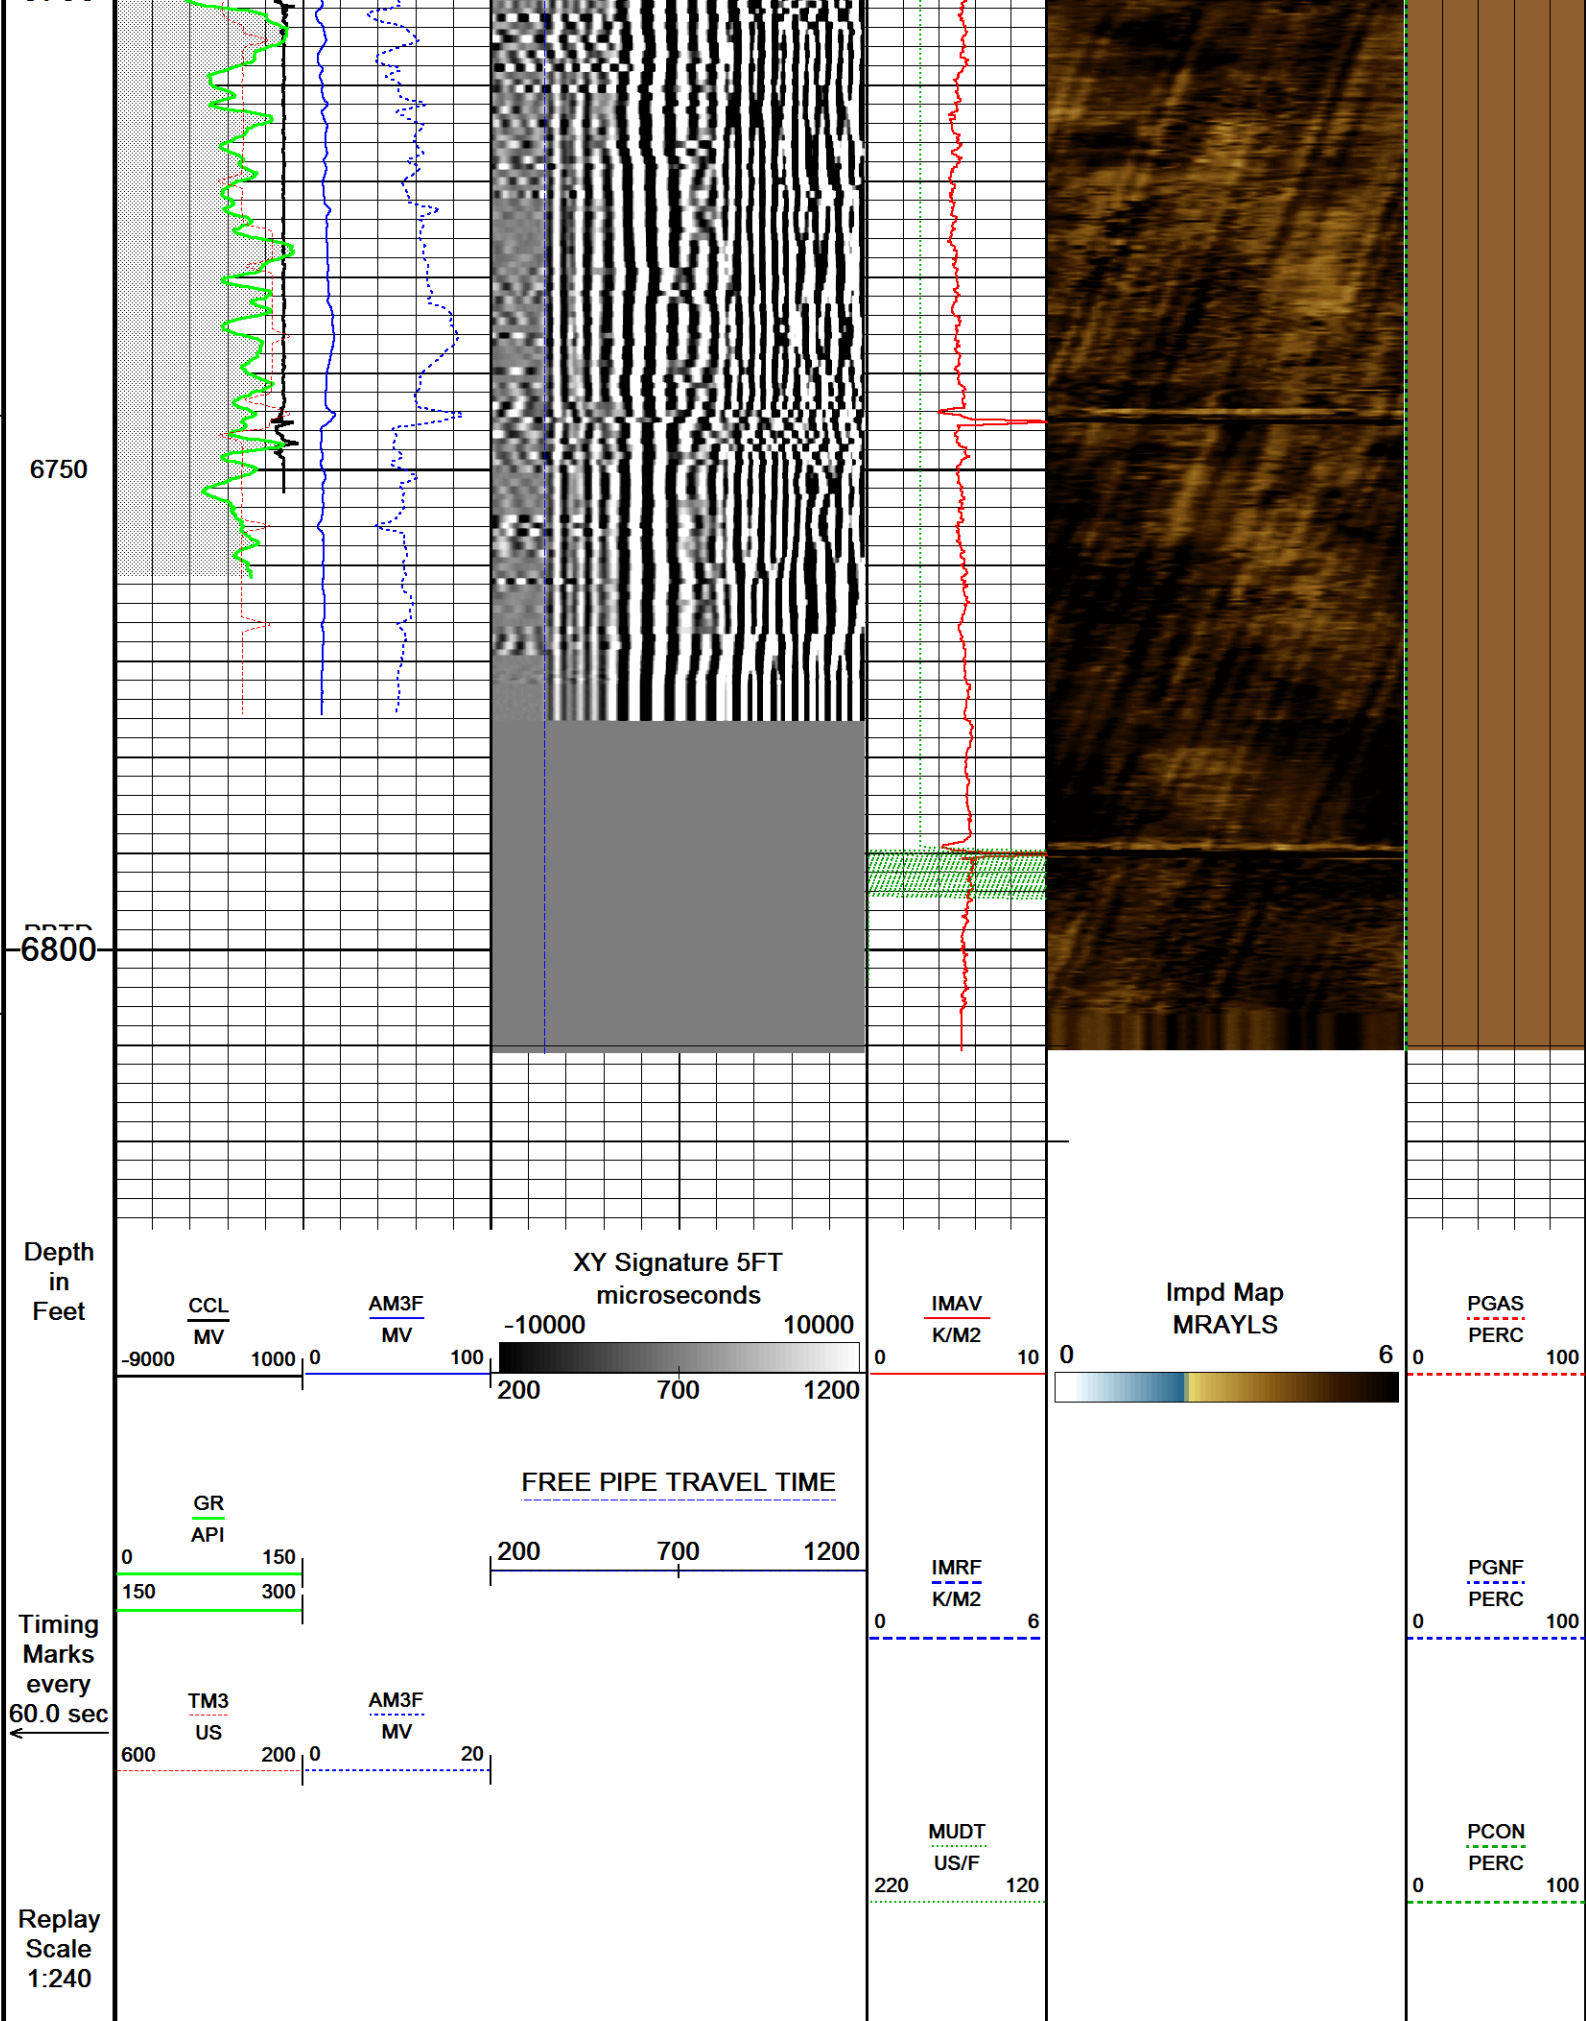 6750
6800
Depth
in
Feet
CCL
MV
-9000 1000
AM3F
MV
0 100
XY Signature 5FT
microseconds
-10000 10000
200 700 1200
IMAV
K/M2
0 10
Impd Map
MRAYLS
0 6
PGAS
PERC
0 100
FREE PIPE TRAVEL TIME
200 700 1200
GR
API
0 150
150 300
IMRF
K/M2
0 6
PGNF
PERC
0 100
Timing
Marks
every
60.0 sec
TM3
US
600 200
AM3F
MV
0 20
MUDT
US/F
220 120
PCON
PERC
0 100
Replay
Scale
1:240